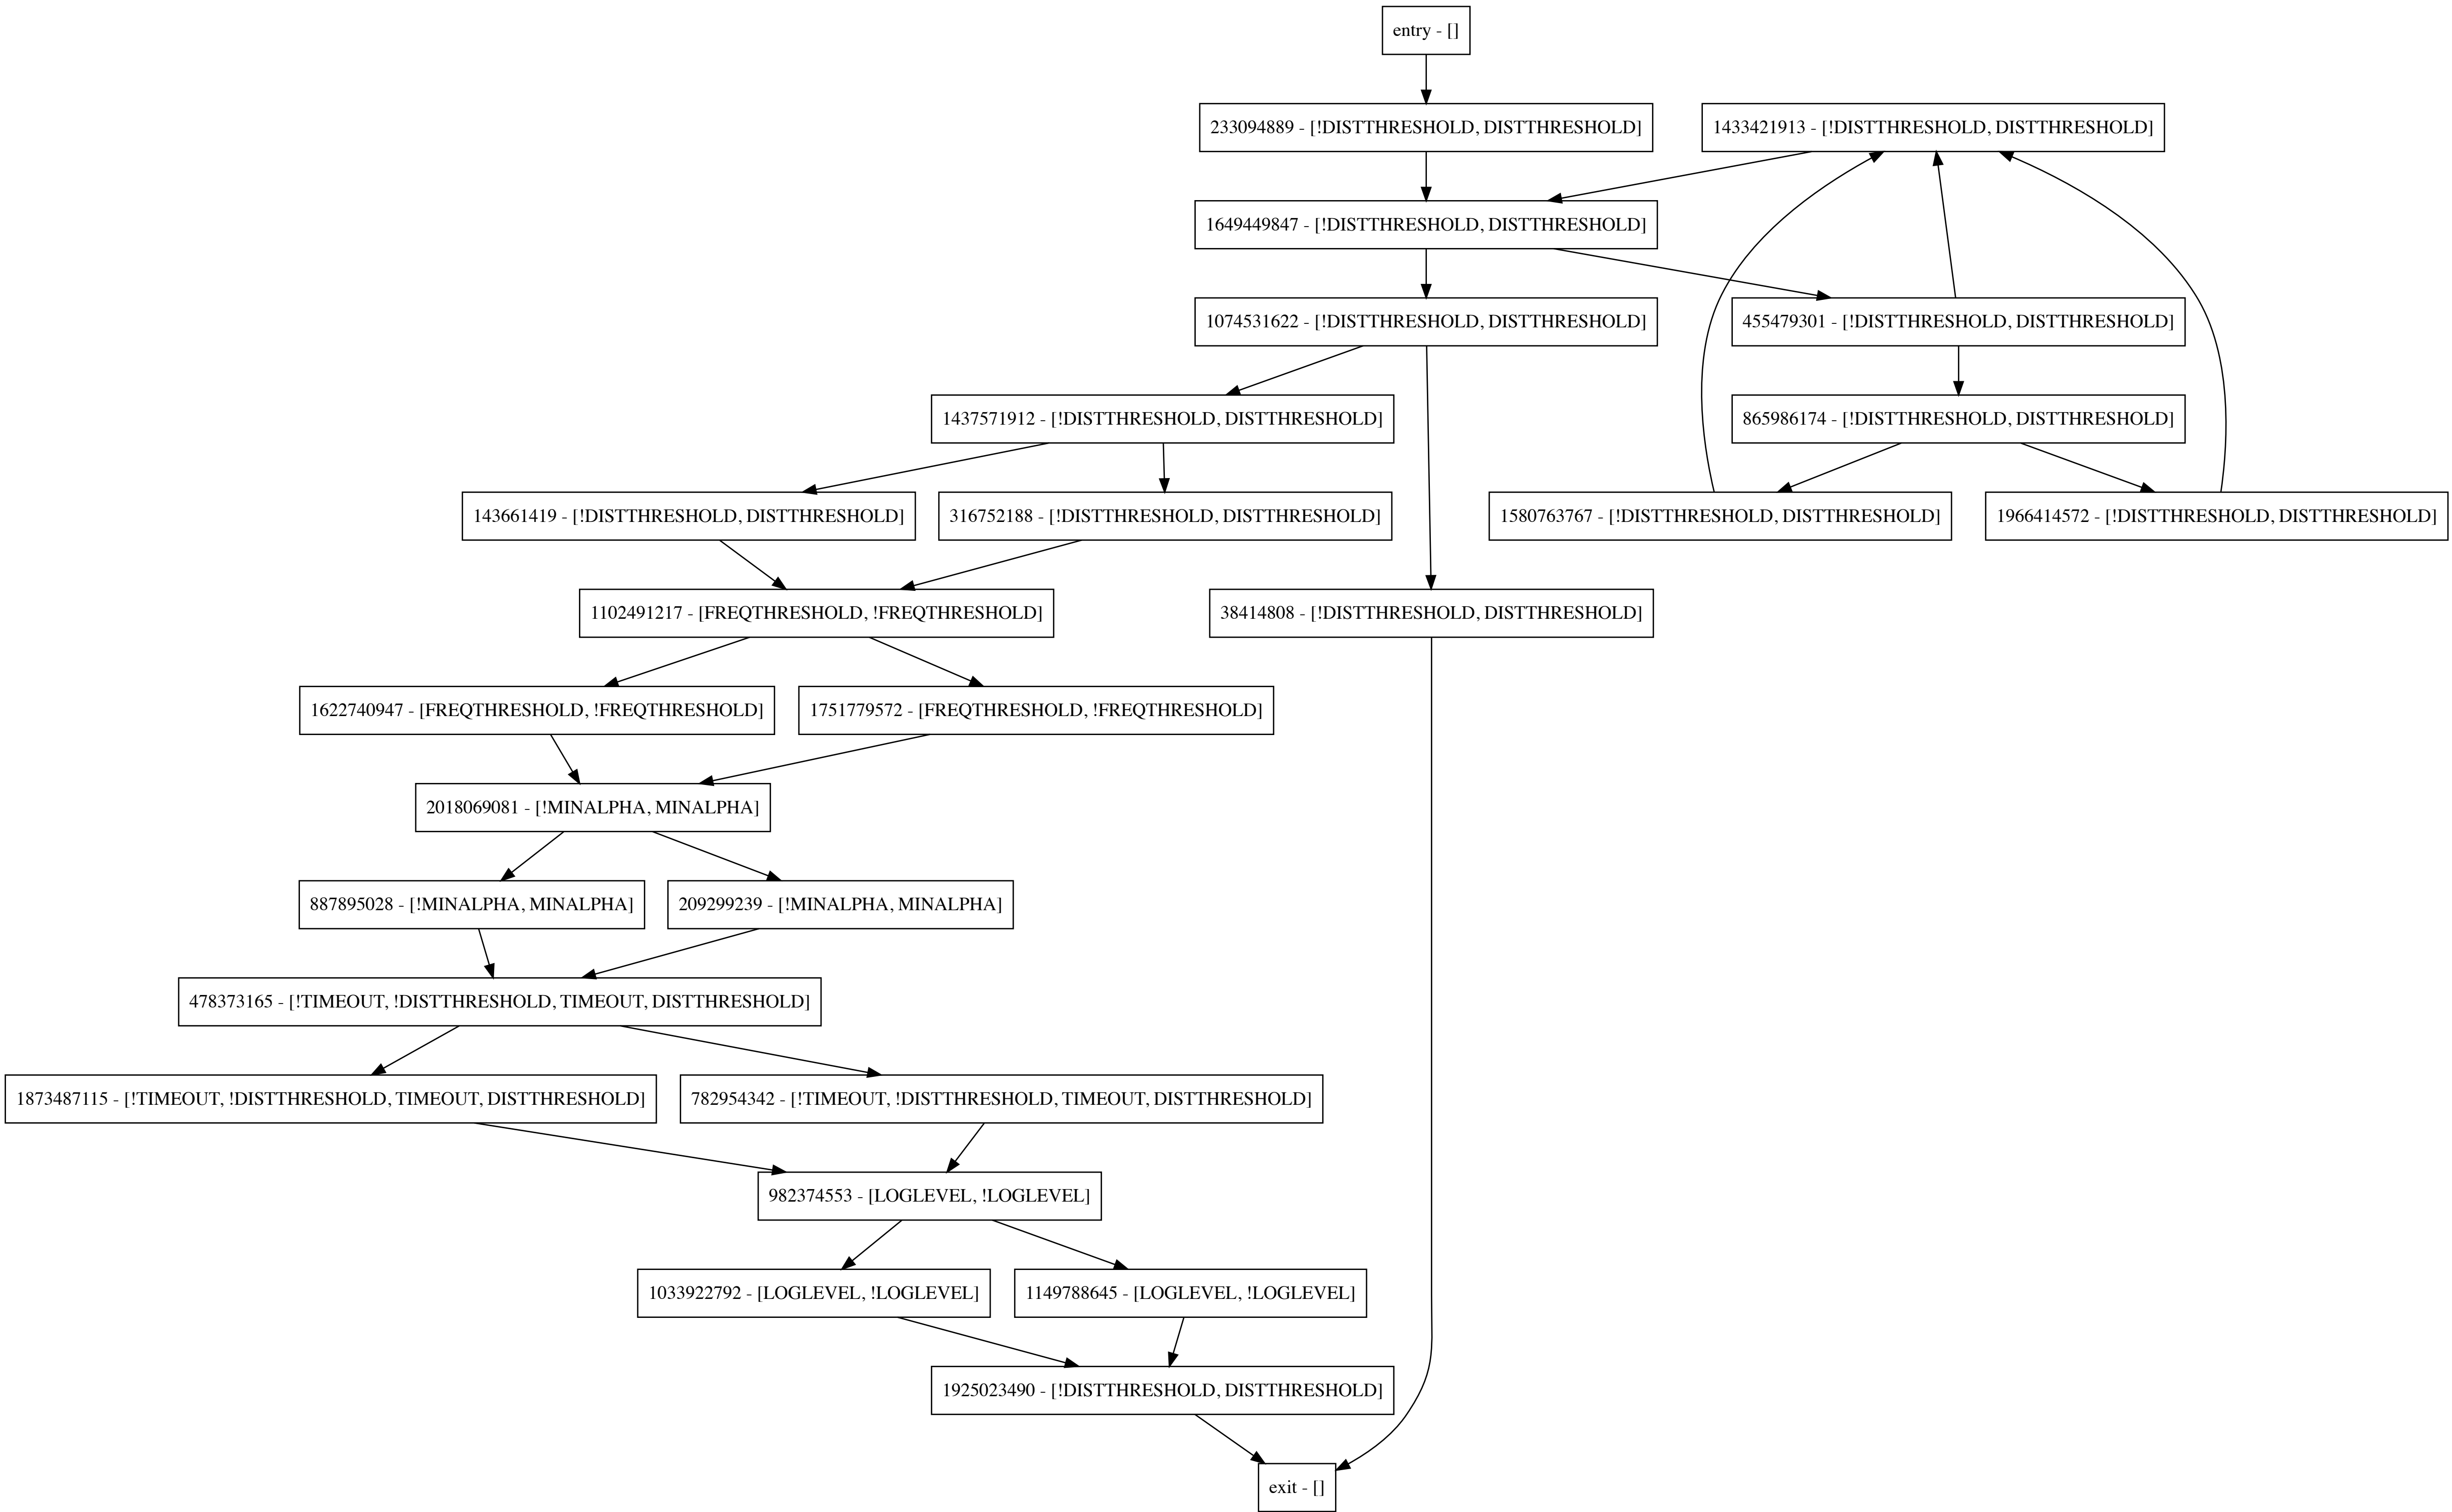 entry - []
233094889 - [!DISTTHRESHOLD, DISTTHRESHOLD]
1433421913 - [!DISTTHRESHOLD, DISTTHRESHOLD]
1649449847 - [!DISTTHRESHOLD, DISTTHRESHOLD]
1074531622 - [!DISTTHRESHOLD, DISTTHRESHOLD]
455479301 - [!DISTTHRESHOLD, DISTTHRESHOLD]
1437571912 - [!DISTTHRESHOLD, DISTTHRESHOLD]
865986174 - [!DISTTHRESHOLD, DISTTHRESHOLD]
143661419 - [!DISTTHRESHOLD, DISTTHRESHOLD]
316752188 - [!DISTTHRESHOLD, DISTTHRESHOLD]
1580763767 - [!DISTTHRESHOLD, DISTTHRESHOLD]
1966414572 - [!DISTTHRESHOLD, DISTTHRESHOLD]
1102491217 - [FREQTHRESHOLD, !FREQTHRESHOLD]
38414808 - [!DISTTHRESHOLD, DISTTHRESHOLD]
1622740947 - [FREQTHRESHOLD, !FREQTHRESHOLD]
1751779572 - [FREQTHRESHOLD, !FREQTHRESHOLD]
2018069081 - [!MINALPHA, MINALPHA]
887895028 - [!MINALPHA, MINALPHA]
209299239 - [!MINALPHA, MINALPHA]
478373165 - [!TIMEOUT, !DISTTHRESHOLD, TIMEOUT, DISTTHRESHOLD]
1873487115 - [!TIMEOUT, !DISTTHRESHOLD, TIMEOUT, DISTTHRESHOLD]
782954342 - [!TIMEOUT, !DISTTHRESHOLD, TIMEOUT, DISTTHRESHOLD]
982374553 - [LOGLEVEL, !LOGLEVEL]
1033922792 - [LOGLEVEL, !LOGLEVEL]
1149788645 - [LOGLEVEL, !LOGLEVEL]
1925023490 - [!DISTTHRESHOLD, DISTTHRESHOLD]
exit - []